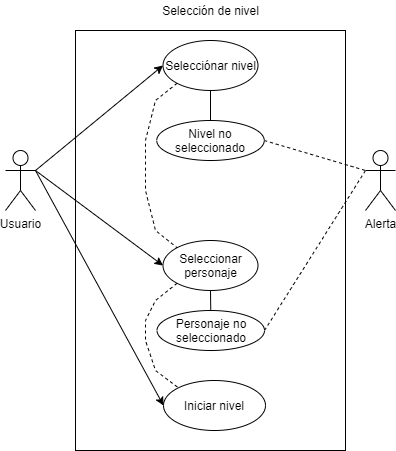 Selección de nivel
Selecciónar nivel
Nivel no
seleccionado
Usuario
Alerta
Seleccionar
personaje
Personaje no
seleccionado
Iniciar nivel